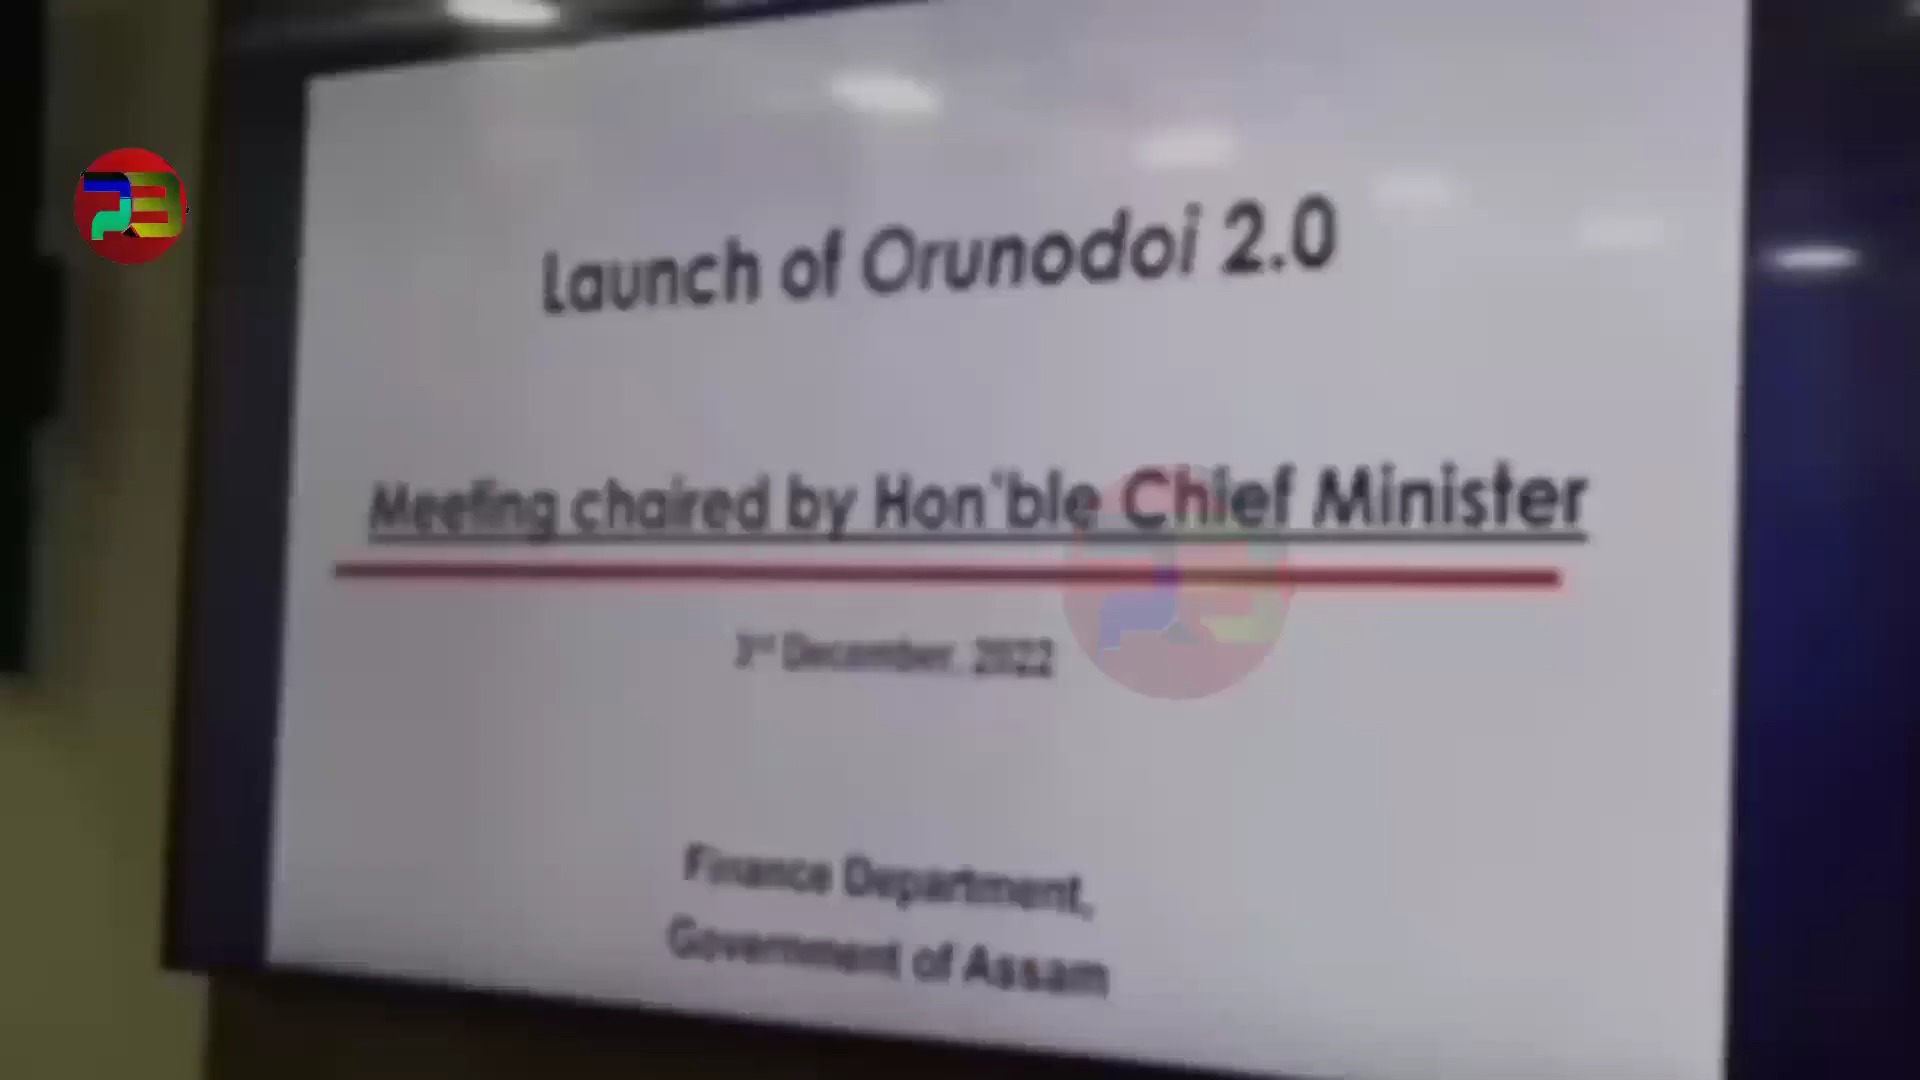 Launch of Orunodoi 2.0
Meeting chaired by Hon'ble Chief Minister
3rd December, 2022
Finance Department,
Government of Assam